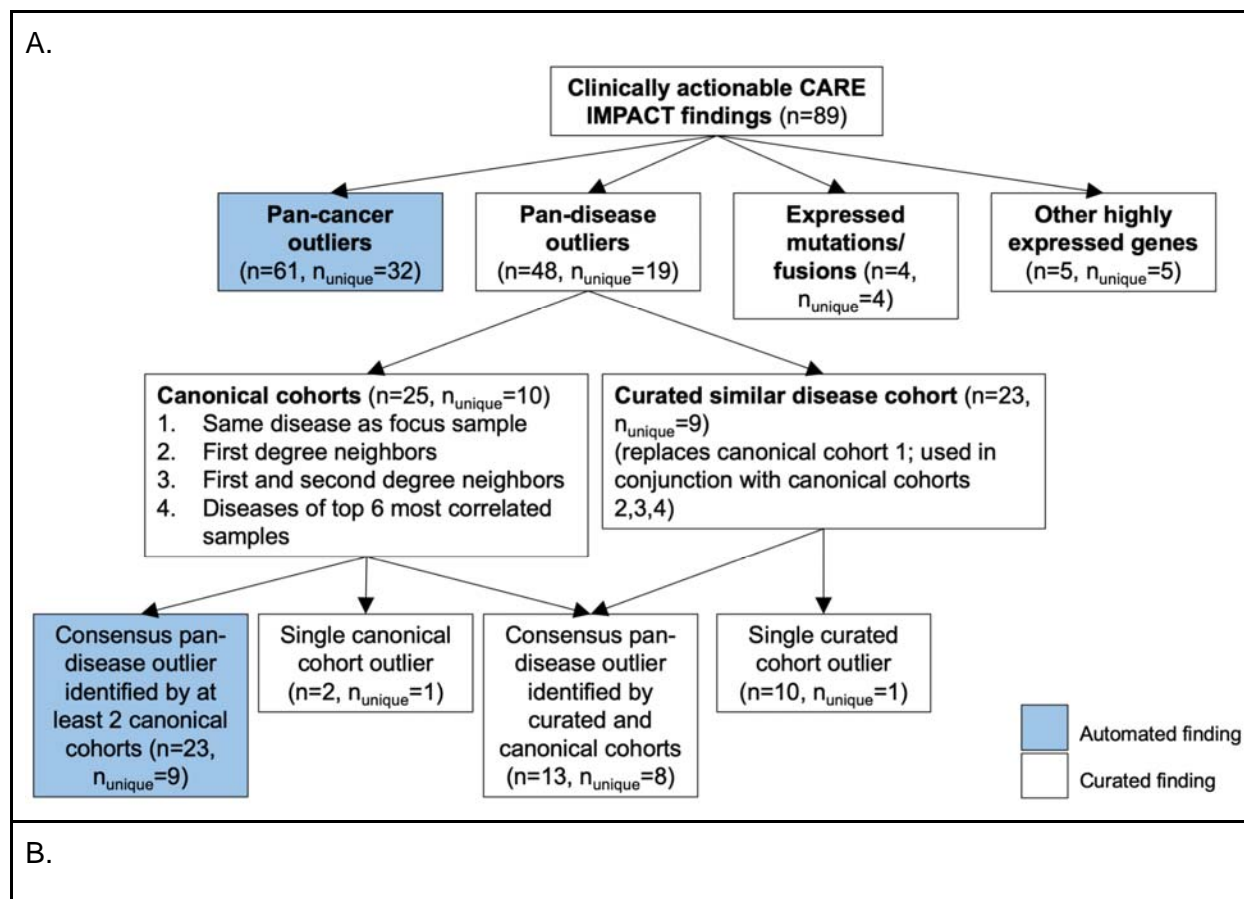 A.
Clinically actionable CARE
IMPACT findings (n=89)
Pan-cancer
outliers
(n=61, nunique=32)
Pan-disease
outliers
(n=48, nunique=19)
Expressed
mutations/
fusions (n=4,
nunique=4)
Other highly
expressed genes
(n=5, nunique=5)
Canonical cohorts (n=25, nunique=10)
1. Same disease as focus sample
2. First degree neighbors
3. First and second degree neighbors
4. Diseases of top 6 most correlated
samples
Curated similar disease cohort (n=23,
nunique=9)
(replaces canonical cohort 1; used in
conjunction with canonical cohorts
2,3,4)
Consensus pan-
disease outlier
identified by at
least 2 canonical
cohorts (n=23,
nunique=9)
Single canonical
cohort outlier
(n=2, nunique=1)
Consensus pan-
disease outlier
identified by
curated and
canonical cohorts
(n=13, nunique=8)
Single curated
cohort outlier
(n=10, nunique=1)
Automated finding
Curated finding
B.